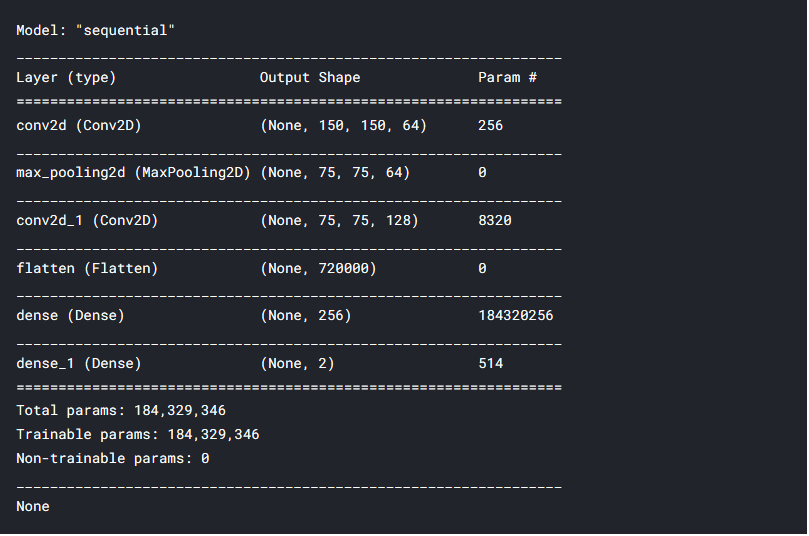 Model: "sequential"
_________________________________________________________________
Layer (type)                 Output Shape              Param #
=================================================================
conv2d (Conv2D)              (None, 150, 150, 64)      256
_________________________________________________________________
max_pooling2d (MaxPooling2D) (None, 75, 75, 64)        0
_________________________________________________________________
conv2d_1 (Conv2D)            (None, 75, 75, 128)       8320
_________________________________________________________________
flatten (Flatten)            (None, 720000)            0
_________________________________________________________________
dense (Dense)                (None, 256)               184320256
_________________________________________________________________
dense_1 (Dense)              (None, 2)                 514
=================================================================
Total params: 184,329,346
Trainable params: 184,329,346
Non-trainable params: 0
_________________________________________________________________
None